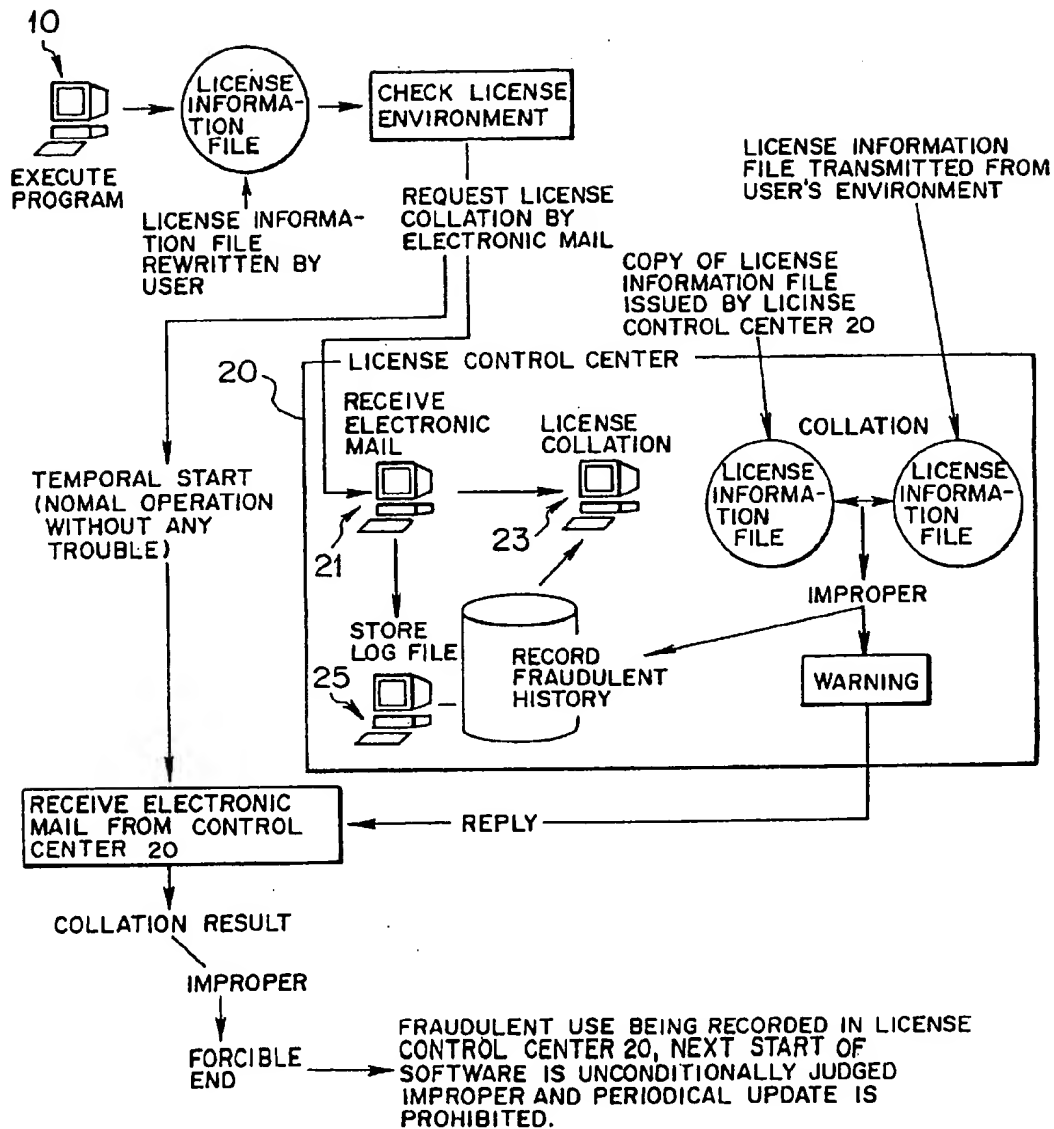 10
LICENSE
INFORMA-
TION
FILE
CHECK LICENSE
ENVIRONMENT
EXECUTE
PROGRAM
LICENSE INFORMA-
TION FILE
REWRITTEN BY
USER
REQUEST LICENSE
COLLATION BY
ELECTRONIC MAIL
LICENSE INFORMATION
FILE TRANSMITTED FROM
USER'S ENVIRONMENT
COPY OF LICENSE
INFORMATION FILE
ISSUED BY LICINSE
CONTROL CENTER 20
20
LICENSE CONTROL CENTER
RECEIVE
ELECTRONIC
MAIL
LICENSE
COLLATION
COLLATION
LICENSE
INFORMA-
TION
FILE
LICENSE
INFORMA-
TION
FILE
21
23
TEMPORAL START
(NOMAL OPERATION
WITHOUT ANY
TROUBLE)
IMPROPER
STORE
LOG FILE
25
RECORD
FRAUDULENT
HISTORY
WARNING
RECEIVE ELECTRONIC
MAIL FROM CONTROL
CENTER 20
REPLY
COLLATION RESULT
IMPROPER
FORCIBLE
END
FRAUDULENT USE BEING RECORDED IN LICENSE
CONTROL CENTER 20, NEXT START OF
SOFTWARE IS UNCONDITIONALLY JUDGED
IMPROPER AND PERIODICAL UPDATE IS
PROHIBITED.